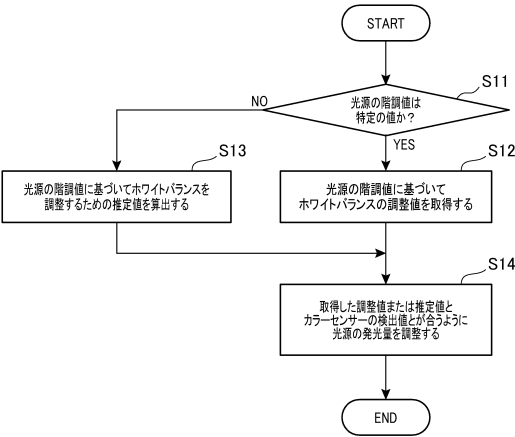 START
S11
光源の階調値は
特定の値か?
NO
YES
S13
光源の階調値に基づいてホワイトバランスを
調整するための推定値を算出する
S12
光源の階調値に基づいて
ホワイトバランスの調整値を取得する
S14
取得した調整値または推定値と
カラーセンサーの検出値とが合うように
光源の発光量を調整する
END